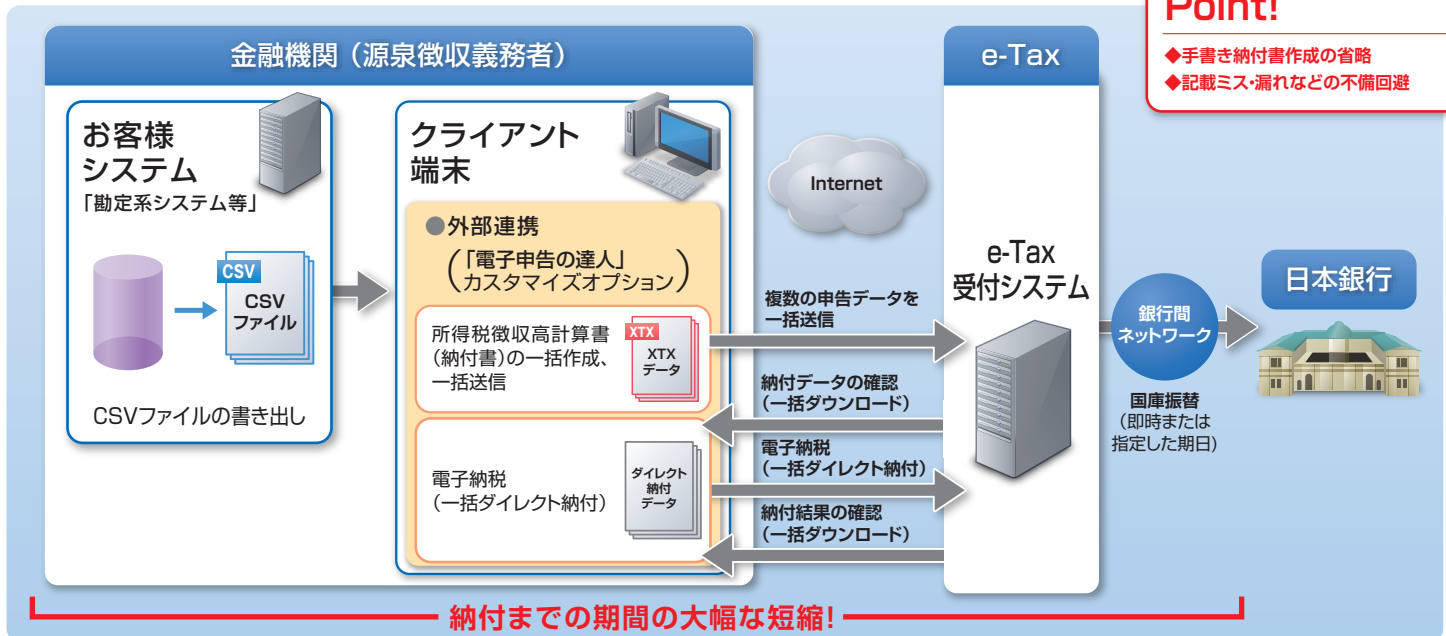 Point!
◆手書き納付書作成の省略
◆記載ミス・漏れなどの不備回避
金融機関（源泉徴収義務者）
お客様
システム
「勘定系システム等」
CSV
CSV
ファイル
CSVファイルの書き出し
クライアント
端末
●外部連携
（「電子申告の達人」
カスタマイズオプション）
所得税徴収高計算書
（納付書）の一括作成、
一括送信
XTX
XTX
データ
電子納税
（一括ダイレクト納付）
ダイレクト
納付
データ
Internet
複数の申告データを
一括送信
納付データの確認
（一括ダウンロード）
電子納税
（一括ダイレクト納付）
納付結果の確認
（一括ダウンロード）
e-Tax
e-Tax
受付システム
銀行間
ネットワーク
国庫振替
（即時または
指定した期日）
日本銀行
納付までの期間の大幅な短縮!